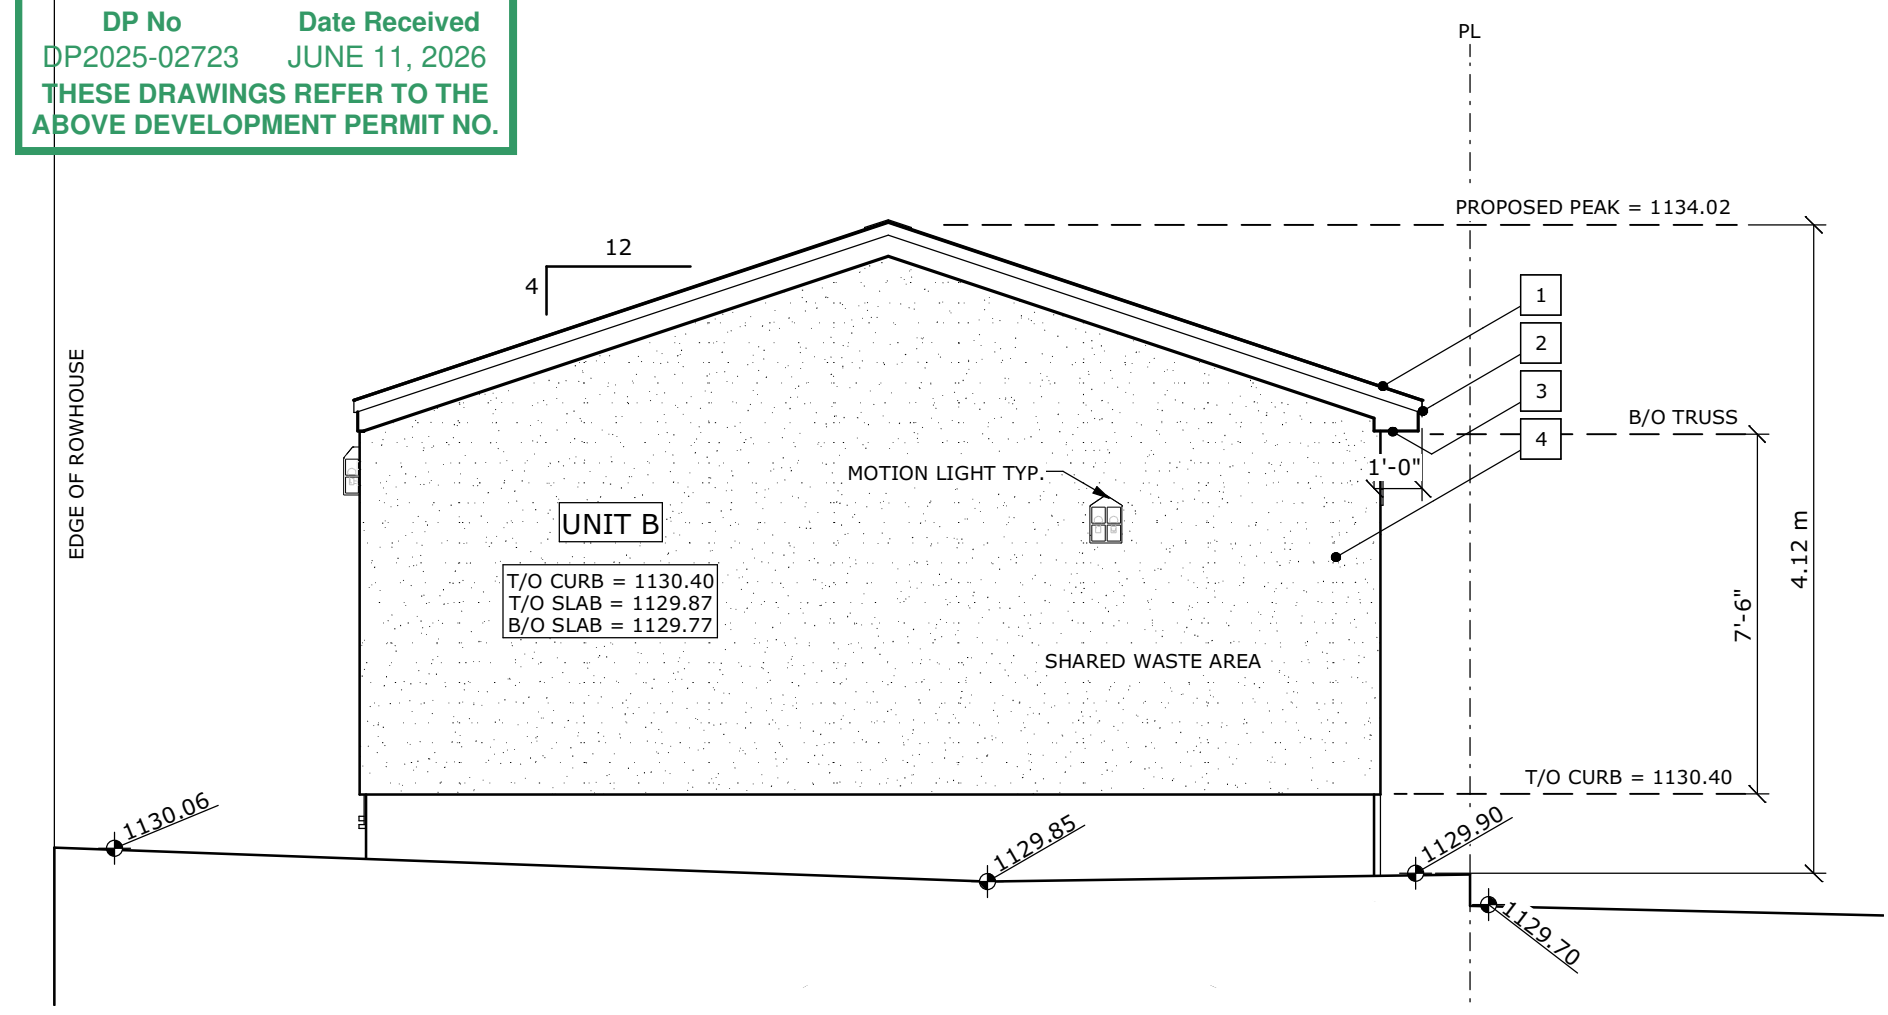 DP No Date Received
DP2025-02723 JUNE 11, 2026
THESE DRAWINGS REFER TO THE
ABOVE DEVELOPMENT PERMIT NO.
PL
PROPOSED PEAK = 1134.02
12
4
1
2
3
4
B/O TRUSS
1'-0"
EDGE OF ROWHOUSE
MOTION LIGHT TYP.
UNIT B
T/O CURB = 1130.40
T/O SLAB = 1129.87
B/O SLAB = 1129.77
4.12 m
7'-6"
SHARED WASTE AREA
T/O CURB = 1130.40
1130.06
1129.85
1129.90
1129.70